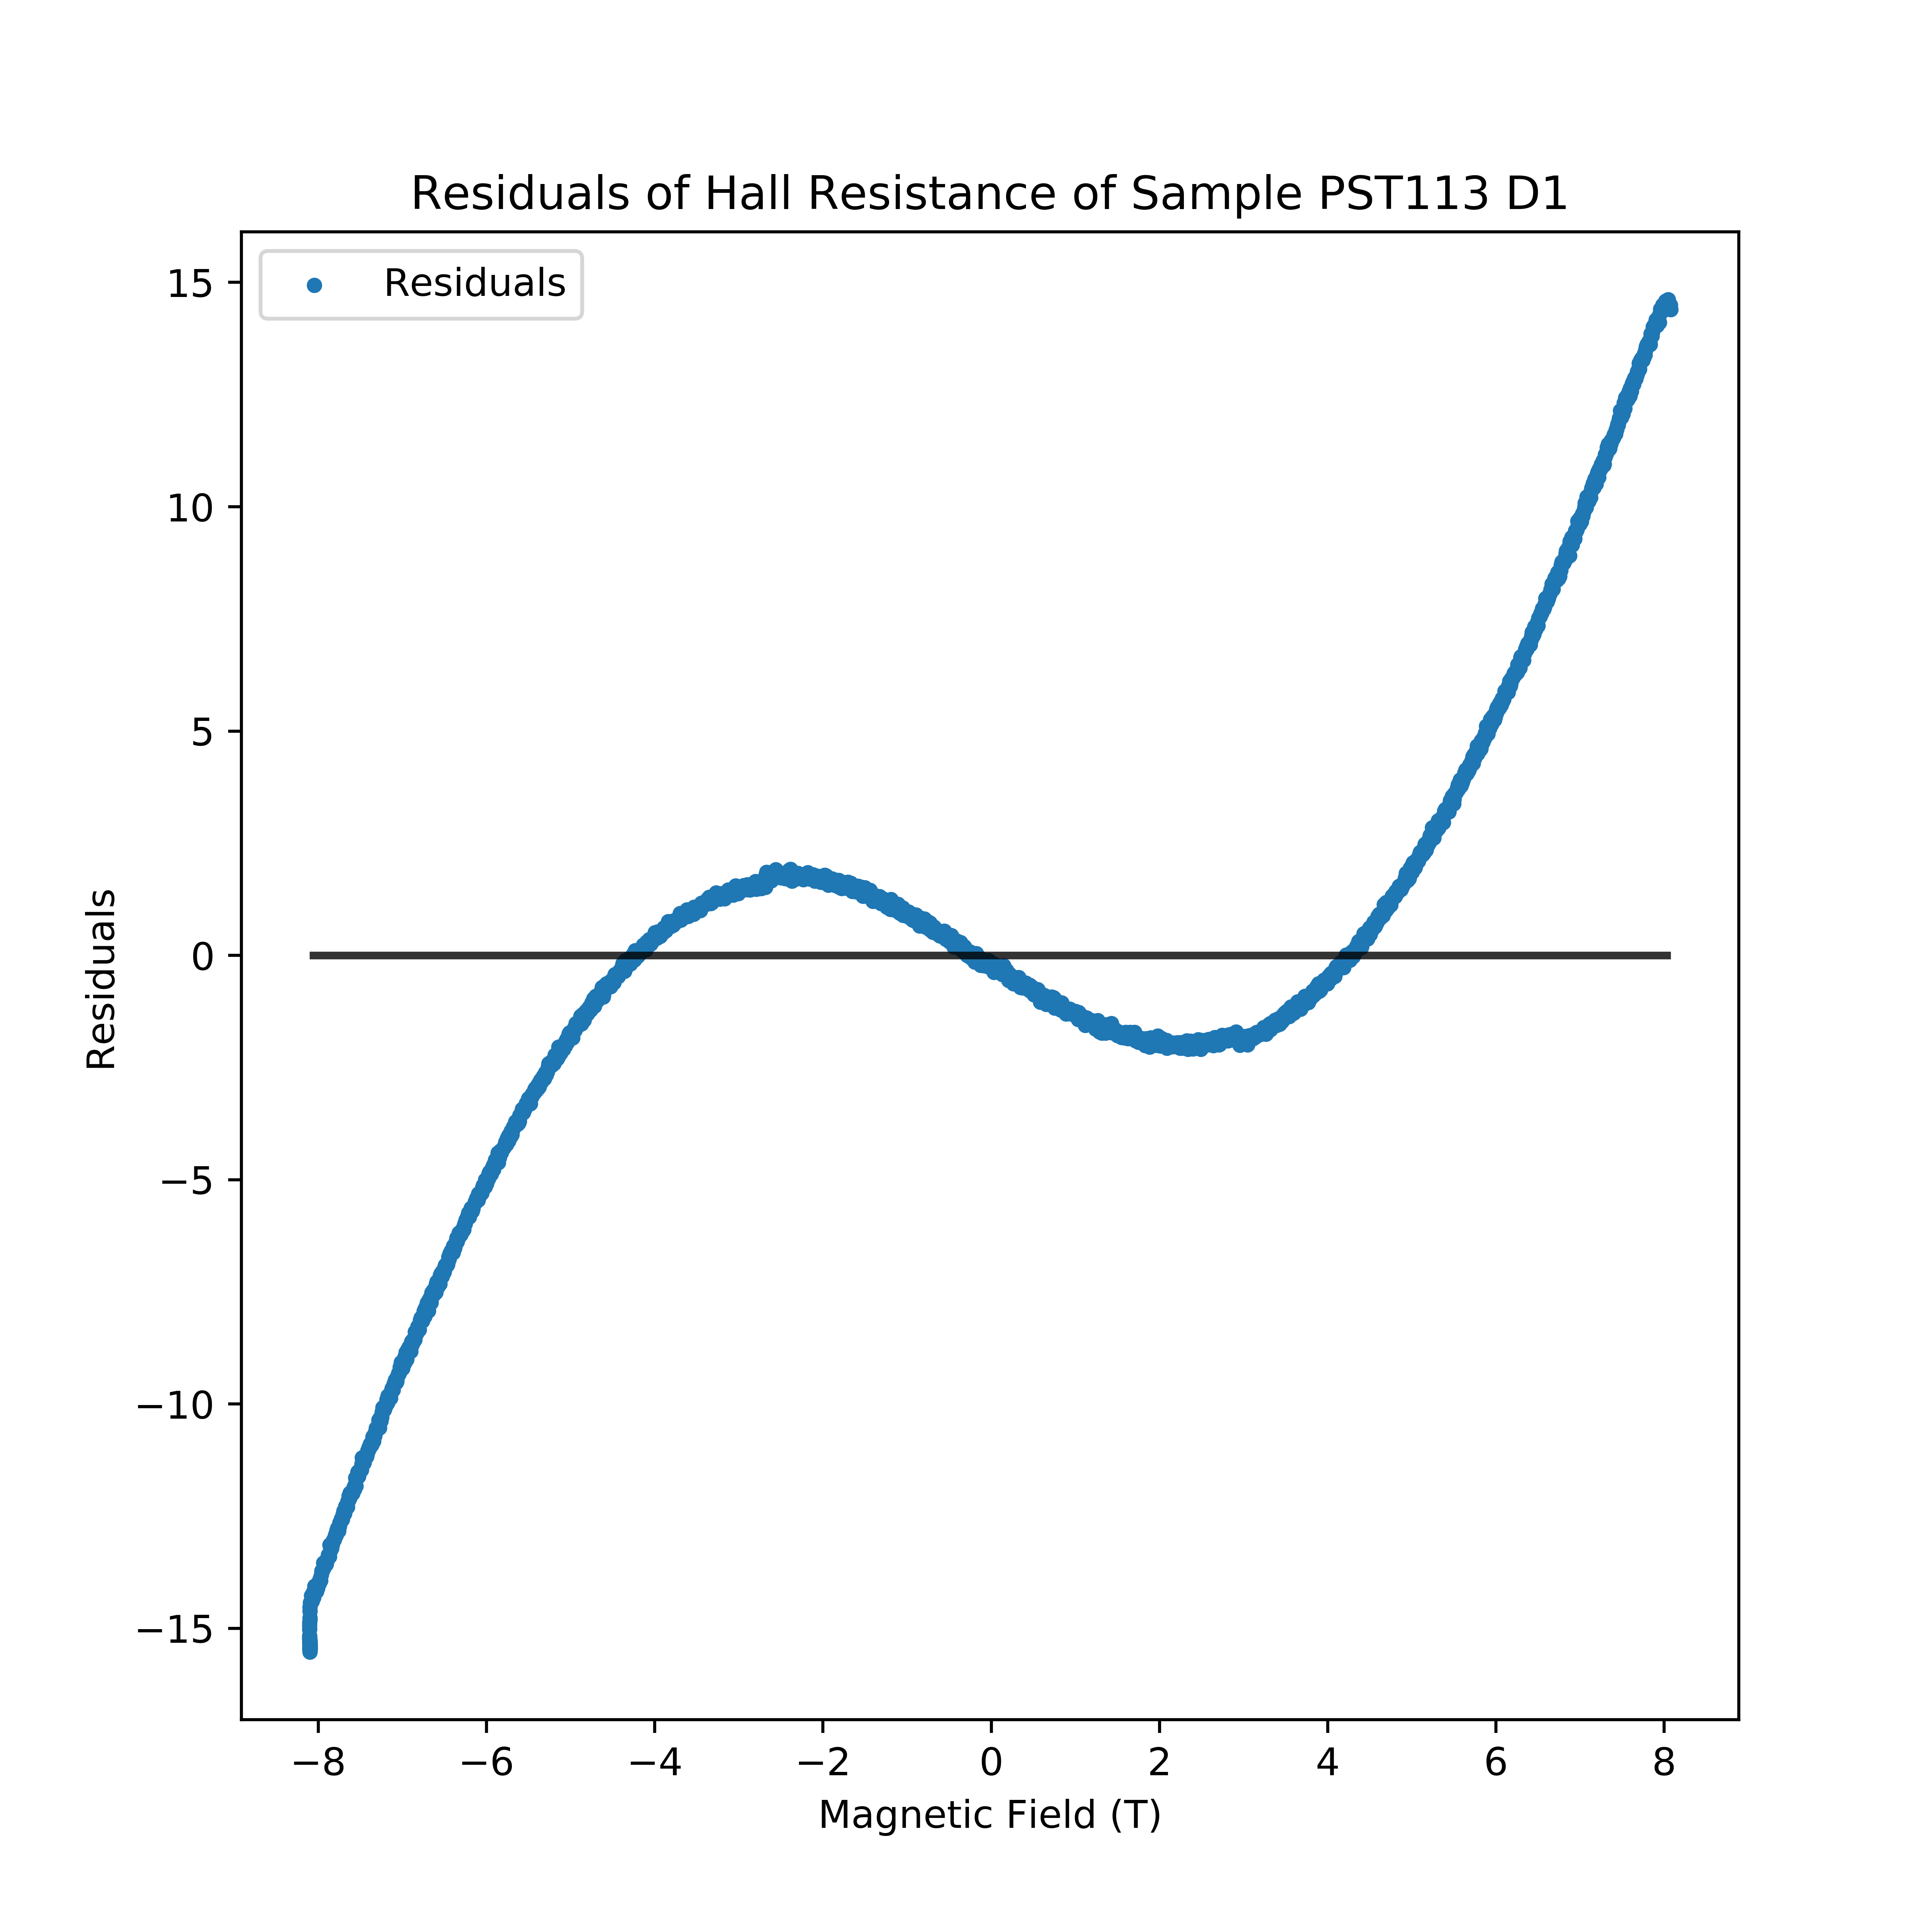 Residuals of Hall Resistance of Sample PST113 D1
Residuals
15
10
5
0
−5
−10
−15
Residuals
−8 −6 −4 −2 0 2 4 6 8
Magnetic Field (T)